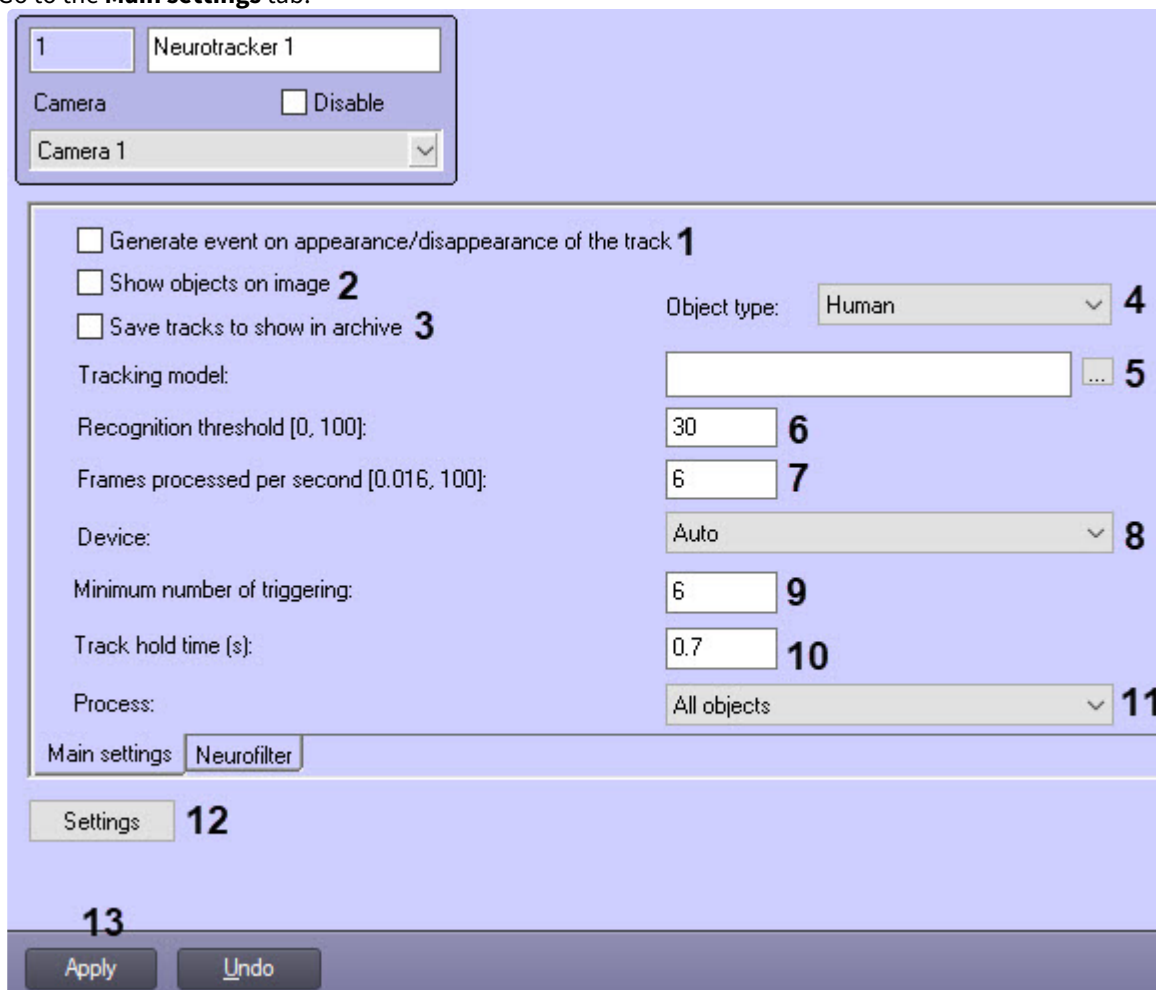 Go to the Main settings tab.
1 Neurotracker 1
Camera Disable
Camera 1
Generate event on appearance/disappearance of the track 1
Show objects on image 2
Object type: Human 4
Save tracks to show in archive 3
Tracking model: ... 5
Recognition threshold [0, 100]: 30 6
Frames processed per second [0.016, 100]: 6 7
Device: Auto 8
Minimum number of triggering: 6 9
Track hold time (s): 0.7 10
Process: All objects 11
Main settings Neurofilter
Settings 12
13
Apply Undo